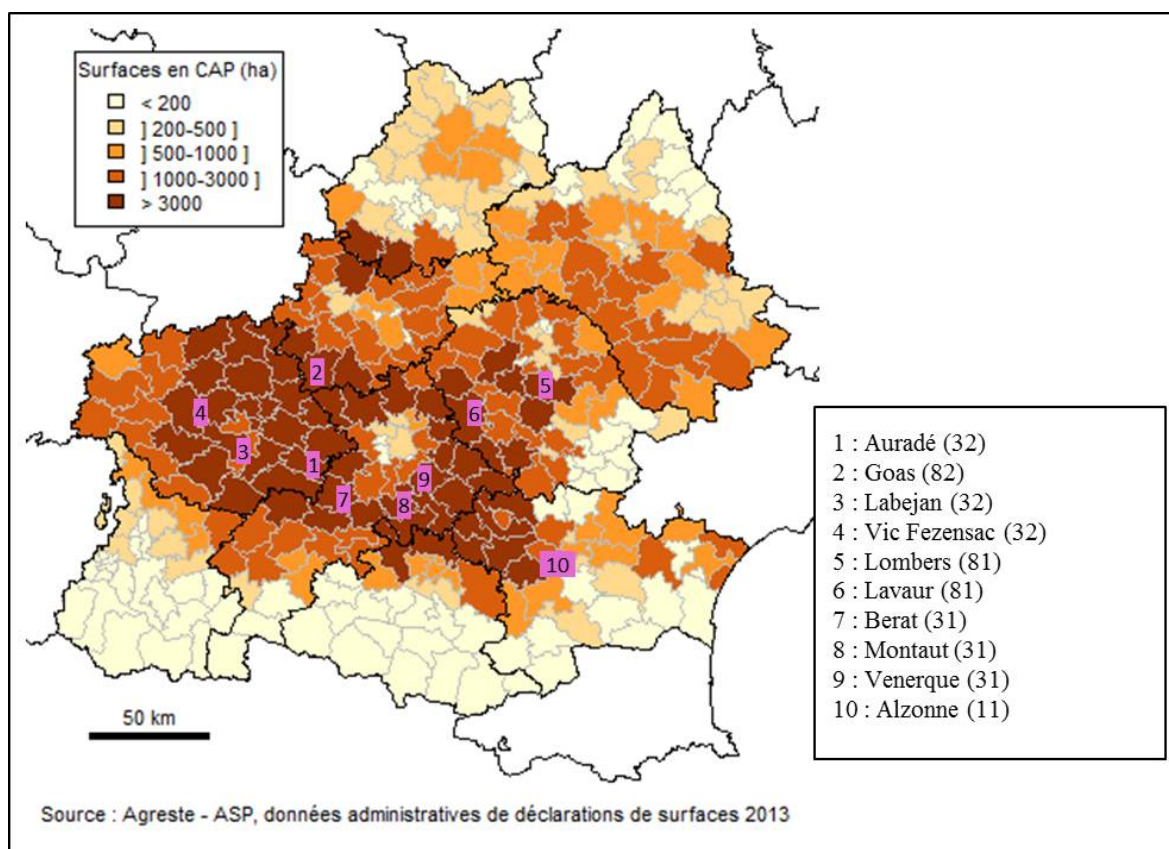 Surfaces en CAP (ha)
< 200
] 200-500 ]
] 500-1000 ]
] 1000-3000 ]
> 3000
2
5
4
6
3
1
9
7
8
10
1 : Auradé (32)
2 : Goas (82)
3 : Labejan (32)
4 : Vic Fezensac (32)
5 : Lombers (81)
6 : Lavaur (81)
7 : Berat (31)
8 : Montaut (31)
9 : Venerque (31)
10 : Alzonne (11)
50 km
Source : Agreste - ASP, données administratives de déclarations de surfaces 2013